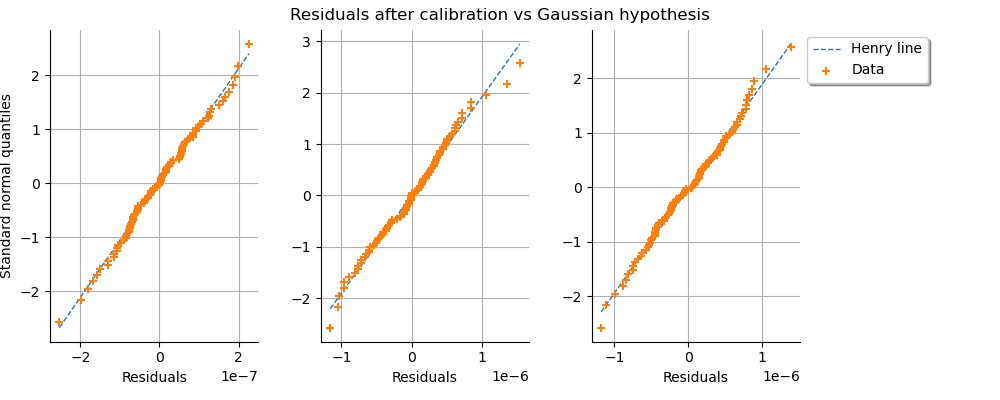 Residuals after calibration vs Gaussian hypothesis
Standard normal quantiles
2
1
0
−1
−2
−2
0
2
1e−7
Residuals
3
2
1
0
−1
−2
−1
0
1
1e−6
Residuals
2
1
0
−1
−2
−1
0
1
1e−6
Residuals
Henry line
Data